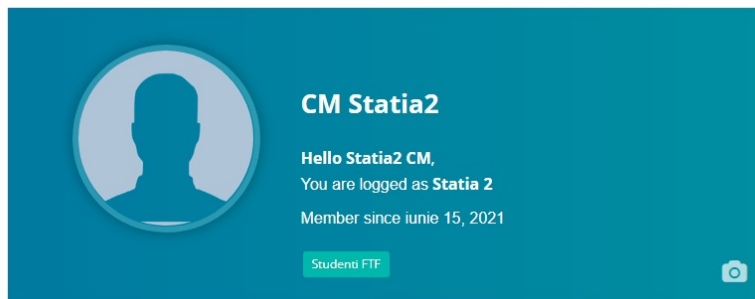 CM Statia2
Hello Statia2 CM,
You are logged as Statia 2
Member since iunie 15, 2021
Studenti FTF